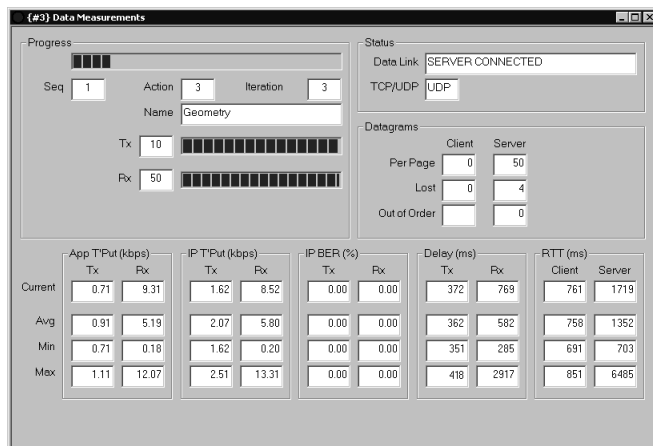 {#3} Data Measurements
Progress
Seq 1 Action 3 Iteration 3
Name Geometry
Tx 10
Rx 50
Status
Data Link SERVER CONNECTED
TCP/UDP UDP
Datagrams
Client Server
Per Page 0 50
Lost 0 4
Out of Order 0
App T'Put (kbps) IP T'Put (kbps) IP BER (%) Delay (ms) RTT (ms)
Tx Rx Tx Rx Tx Rx Tx Rx Client Server
Current 0.71 9.31 1.62 8.52 0.00 0.00 372 769 761 1719
Avg 0.91 5.19 2.07 5.80 0.00 0.00 362 582 758 1352
Min 0.71 0.18 1.62 0.20 0.00 0.00 351 285 691 703
Max 1.11 12.07 2.51 13.31 0.00 0.00 418 2917 851 6485